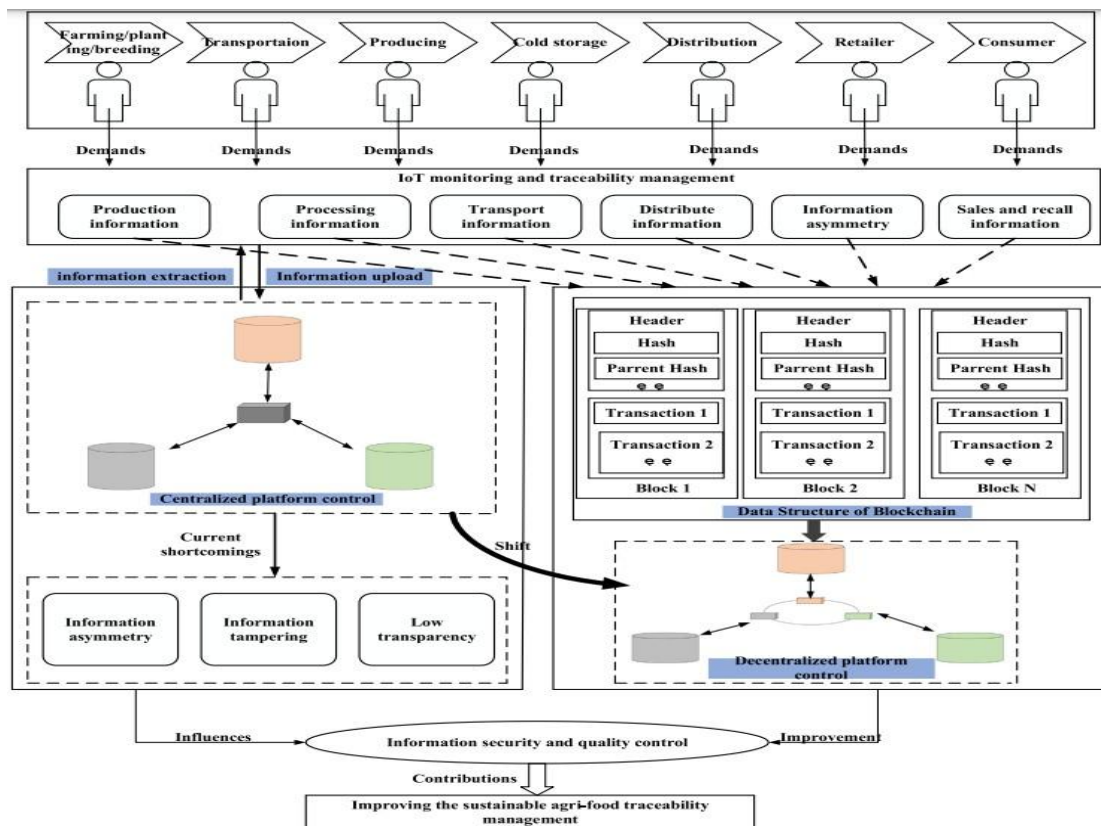 Farming/plant
ing/breeding
Transportaion
Producing
Cold storage
Distribution
Retailer
Consumer
Demands
Demands
Demands
Demands
Demands
Demands
Demands
IoT monitoring and traceability management
Production
information
Processing
information
Transport
information
Distribute
information
Information
asymmetry
Sales and recall
information
information extraction
Information upload
Centralized platform control
Header
Hash
Parrent Hash
e e
Transaction 1
Transaction 2
e e
Block 1
Header
Hash
Parrent Hash
e e
Transaction 1
Transaction 2
e e
Block 2
Header
Hash
Parrent Hash
e e
Transaction 1
Transaction 2
e e
Block N
Data Structure of Blockchain
Current
shortcomings
Shift
Information
asymmetry
Information
tampering
Low
transparency
Decentralized platform
control
Influences
Information security and quality control
Improvement
Contributions
Improving the sustainable agri-food traceability
management